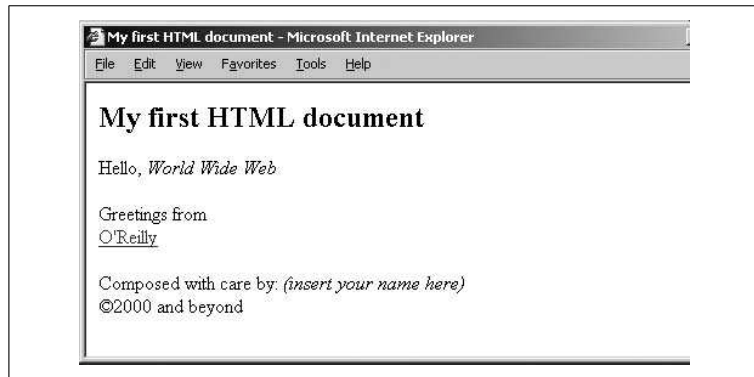 My first HTML document - Microsoft Internet Explorer
File Edit View Favorites Tools Help
My first HTML document
Hello, World Wide Web
Greetings from
O'Reilly
Composed with care by: (insert your name here)
©2000 and beyond